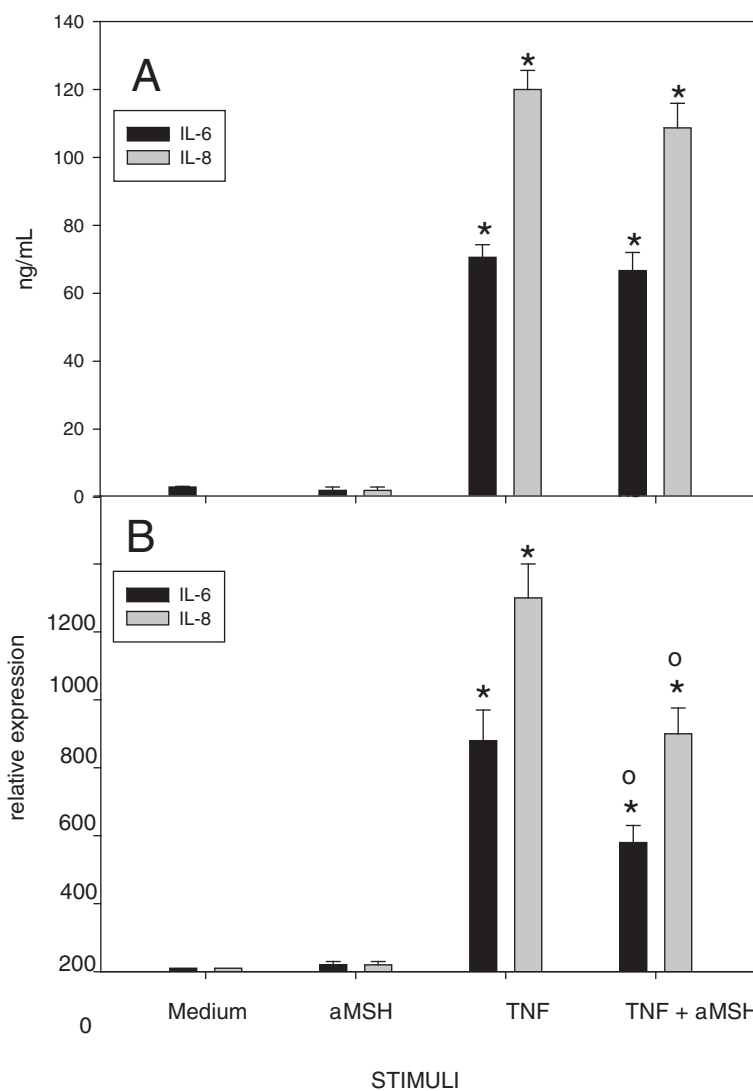 140
A
*
120
*
IL-6
IL-8
100
ng/mL
80
*
*
60
40
20
0
B
*
IL-6
IL-8
1200
relative expression
1000
o
*
*
800
o
*
600
400
200
Medium aMSH TNF TNF + aMSH
0
STIMULI